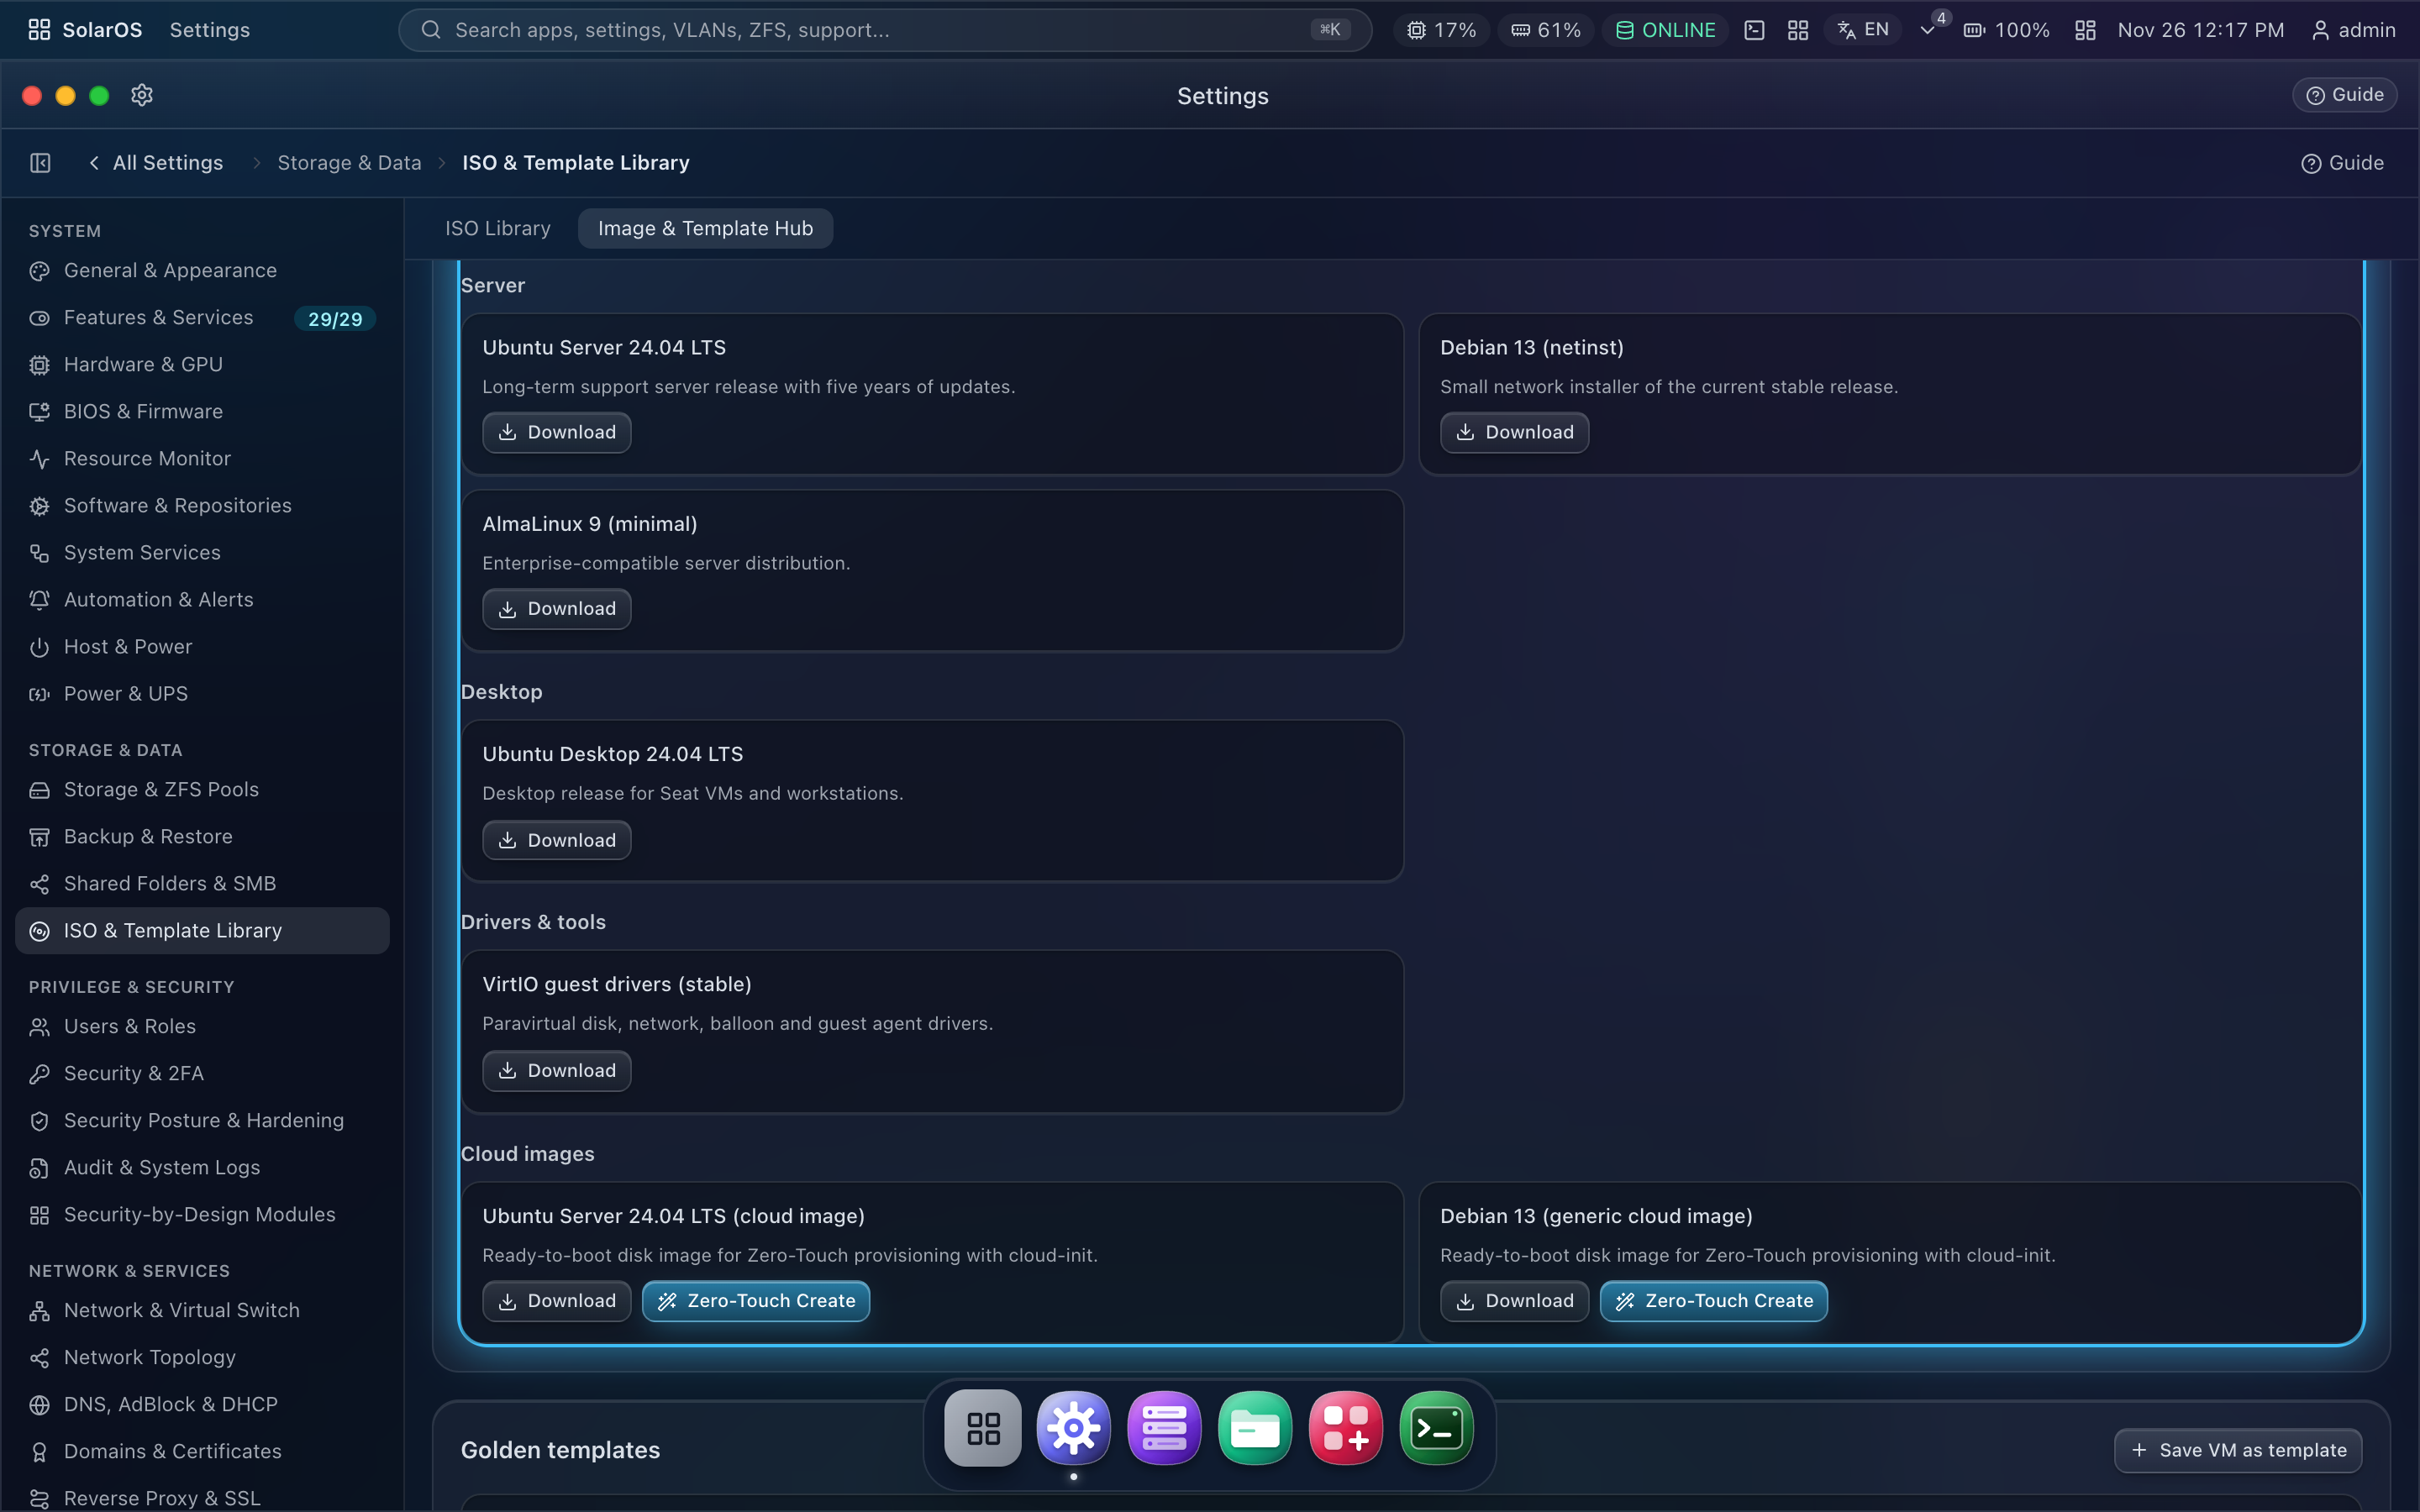 SolarOS Settings Search apps, settings, VLANs, ZFS, support... ⌘K 17% 61% ONLINE EN 4 100% Nov 26 12:17 PM admin
Settings Guide
All Settings Storage & Data ISO & Template Library Guide
SYSTEM
General & Appearance
Features & Services 29/29
Hardware & GPU
BIOS & Firmware
Resource Monitor
Software & Repositories
System Services
Automation & Alerts
Host & Power
Power & UPS
STORAGE & DATA
Storage & ZFS Pools
Backup & Restore
Shared Folders & SMB
ISO & Template Library
PRIVILEGE & SECURITY
Users & Roles
Security & 2FA
Security Posture & Hardening
Audit & System Logs
Security-by-Design Modules
NETWORK & SERVICES
Network & Virtual Switch
Network Topology
DNS, AdBlock & DHCP
Domains & Certificates
Reverse Proxy & SSL
ISO Library Image & Template Hub
Server
Ubuntu Server 24.04 LTS
Long-term support server release with five years of updates.
Download
Debian 13 (netinst)
Small network installer of the current stable release.
Download
AlmaLinux 9 (minimal)
Enterprise-compatible server distribution.
Download
Desktop
Ubuntu Desktop 24.04 LTS
Desktop release for Seat VMs and workstations.
Download
Drivers & tools
VirtIO guest drivers (stable)
Paravirtual disk, network, balloon and guest agent drivers.
Download
Cloud images
Ubuntu Server 24.04 LTS (cloud image)
Ready-to-boot disk image for Zero-Touch provisioning with cloud-init.
Download Zero-Touch Create
Debian 13 (generic cloud image)
Ready-to-boot disk image for Zero-Touch provisioning with cloud-init.
Download Zero-Touch Create
Golden templates
Save VM as template